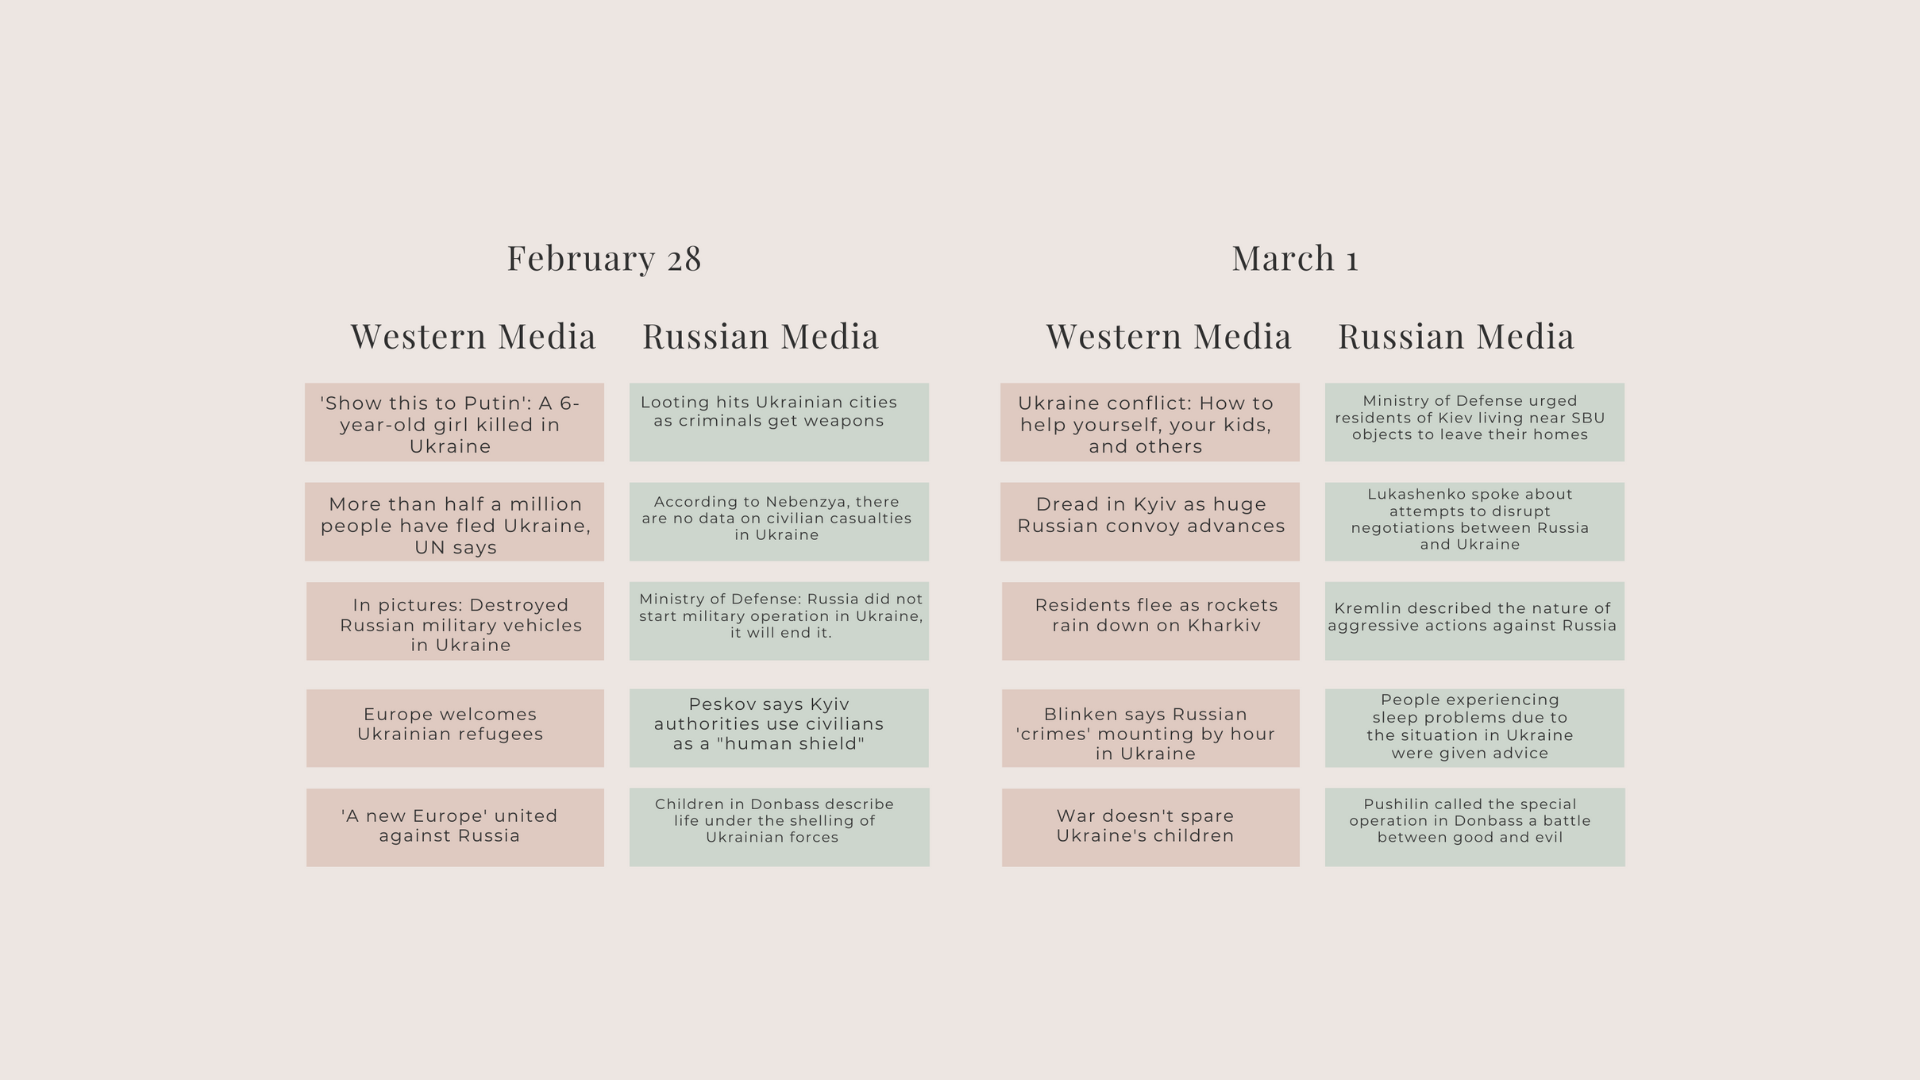 February 28
Western Media
'Show this to Putin': A 6-
year-old girl killed in
Ukraine
More than half a million
people have fled Ukraine,
UN says
In pictures: Destroyed
Russian military vehicles
in Ukraine
Europe welcomes
Ukrainian refugees
'A new Europe' united
against Russia
Russian Media
Looting hits Ukrainian cities
as criminals get weapons
According to Nebenzya, there
are no data on civilian casualties
in Ukraine
Ministry of Defense: Russia did not
start military operation in Ukraine,
it will end it.
Peskov says Kyiv
authorities use civilians
as a "human shield"
Children in Donbass describe
life under the shelling of
Ukrainian forces
March 1
Western Media
Ukraine conflict: How to
help yourself, your kids,
and others
Dread in Kyiv as huge
Russian convoy advances
Residents flee as rockets
rain down on Kharkiv
Blinken says Russian
'crimes' mounting by hour
in Ukraine
War doesn't spare
Ukraine's children
Russian Media
Ministry of Defense urged
residents of Kiev living near SBU
objects to leave their homes
Lukashenko spoke about
attempts to disrupt
negotiations between Russia
and Ukraine
Kremlin described the nature of
aggressive actions against Russia
People experiencing
sleep problems due to
the situation in Ukraine
were given advice
Pushilin called the special
operation in Donbass a battle
between good and evil